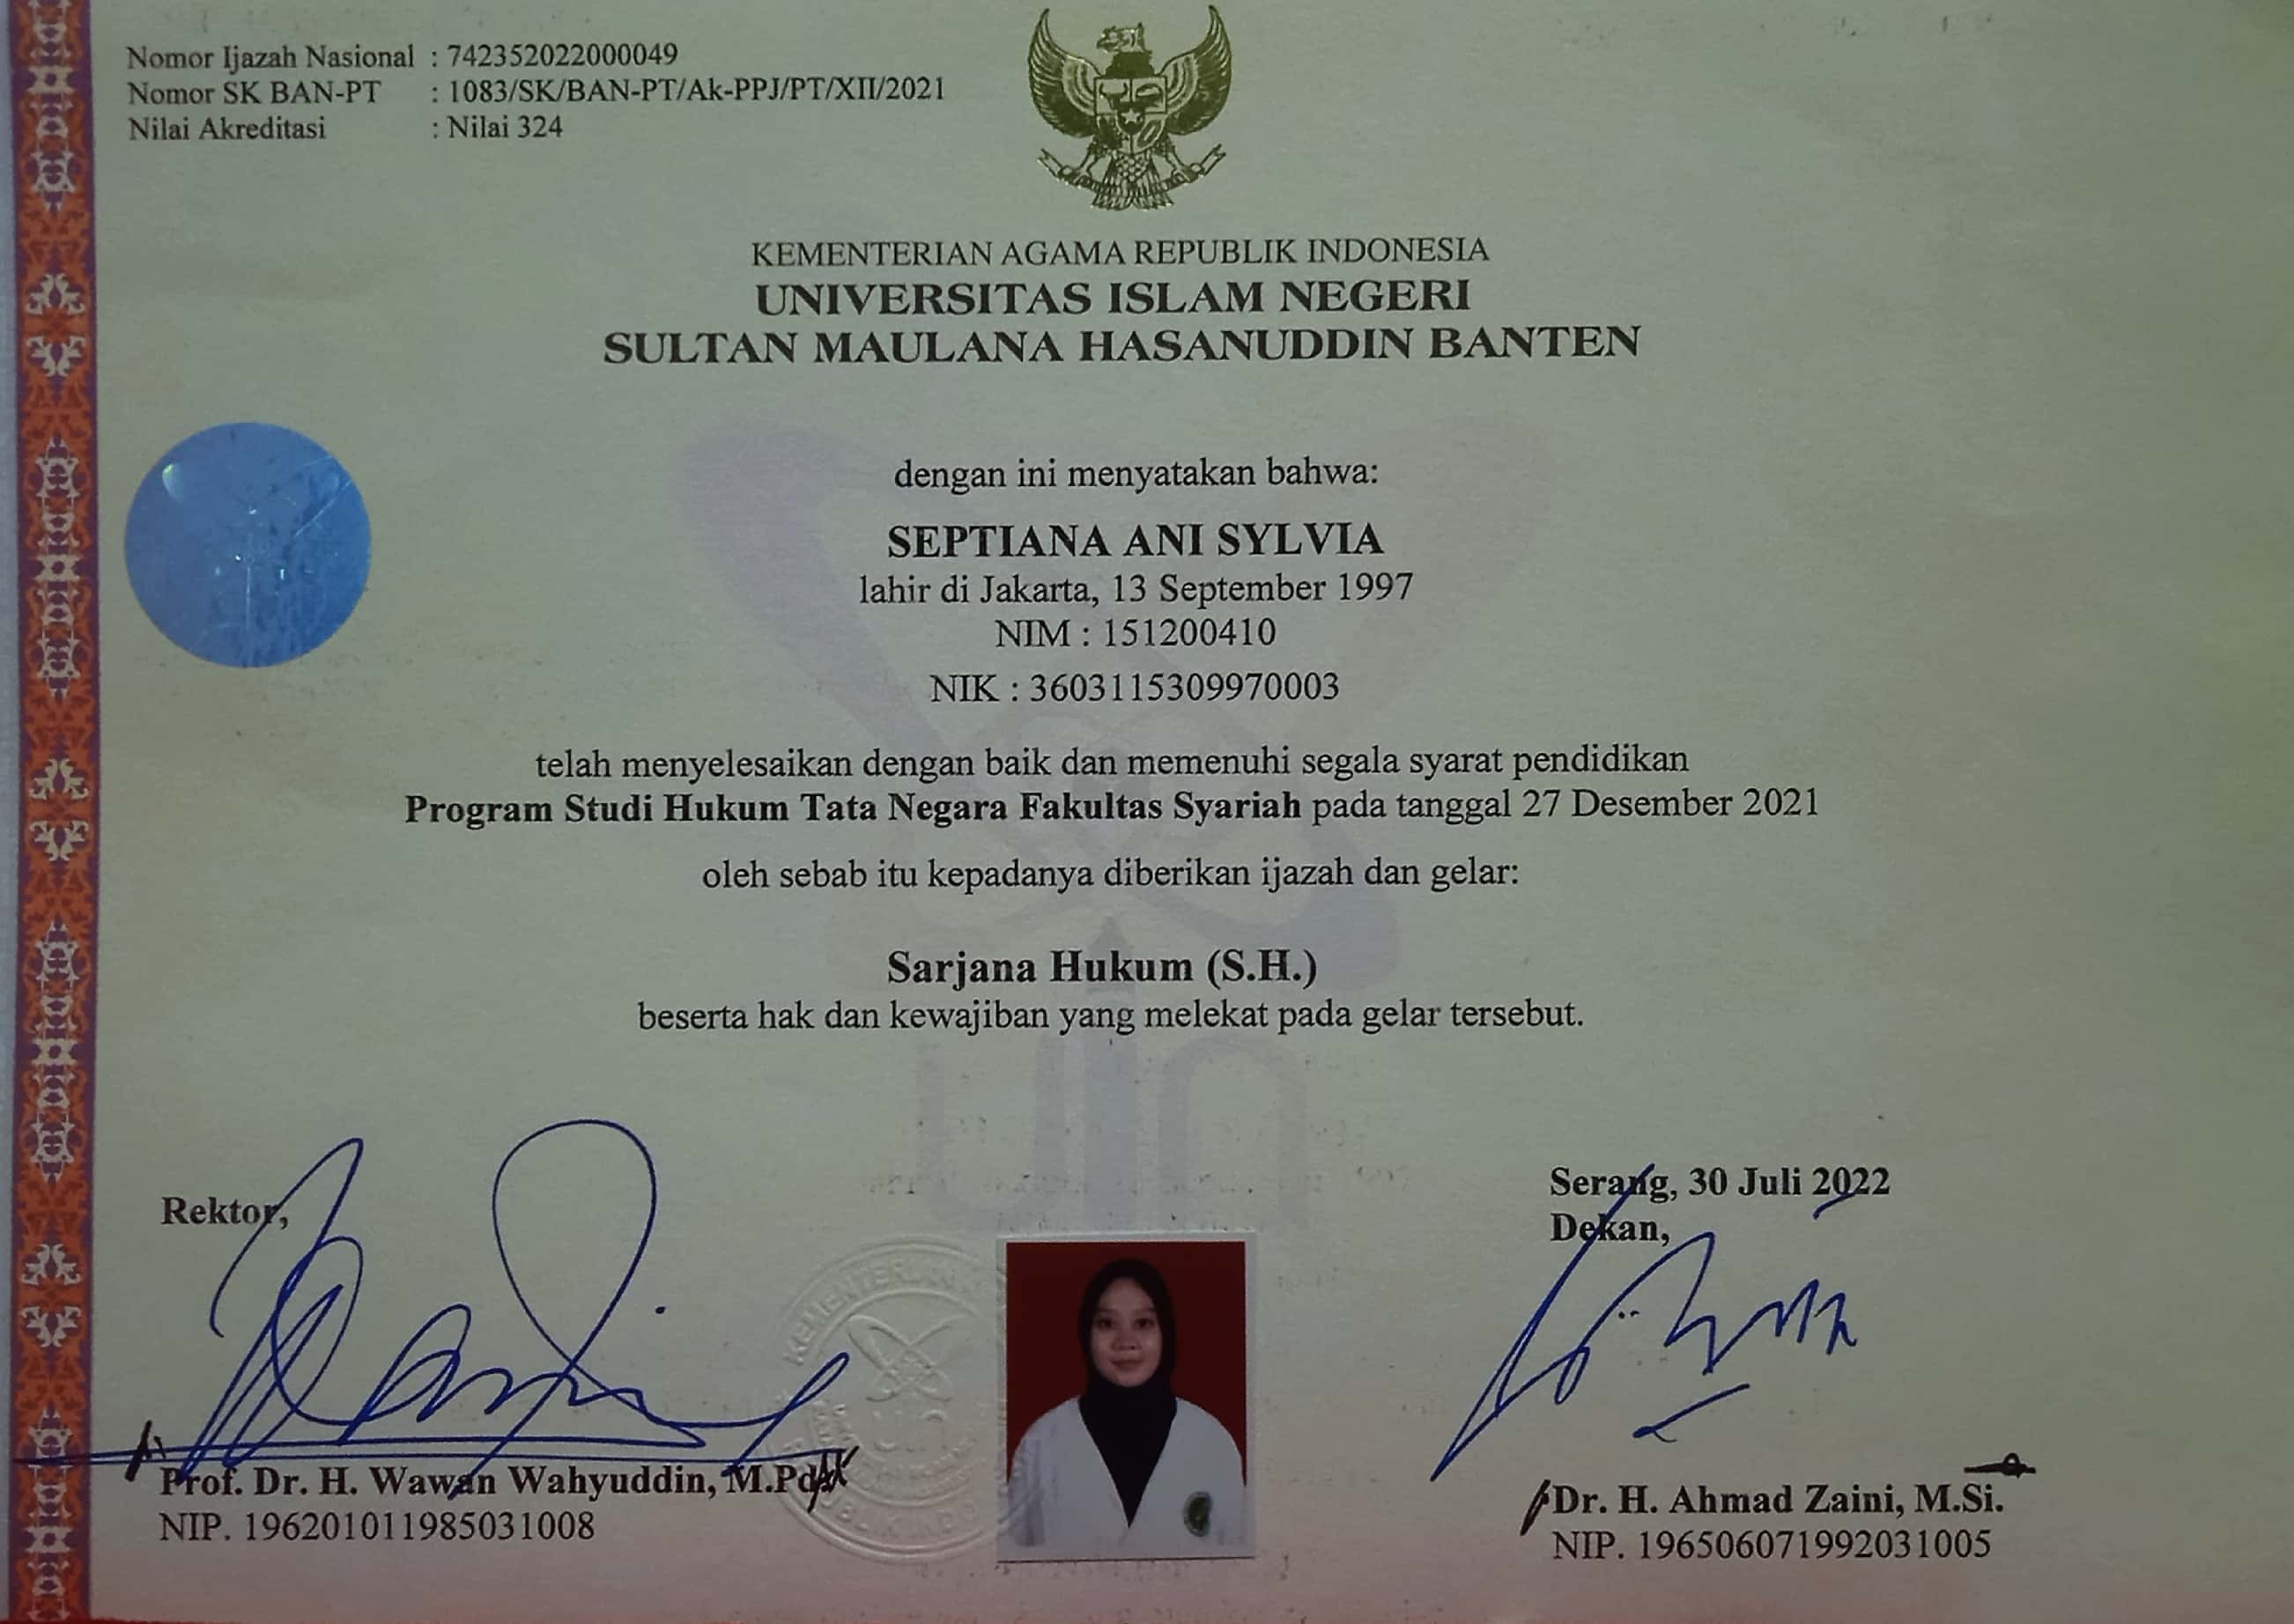 Nomor Ijazah Nasional : 742352022000049
Nomor SK BAN-PT : 1083/SK/BAN-PT/Ak-PPJ/PT/XII/2021
Nilai Akreditasi : Nilai 324
KEMENTERIAN AGAMA REPUBLIK INDONESIA
UNIVERSITAS ISLAM NEGERI
SULTAN MAULANA HASANUDDIN BANTEN
dengan ini menyatakan bahwa:
SEPTIANA ANI SYLVIA
lahir di Jakarta, 13 September 1997
NIM : 151200410
NIK : 3603115309970003
telah menyelesaikan dengan baik dan memenuhi segala syarat pendidikan
Program Studi Hukum Tata Negara Fakultas Syariah pada tanggal 27 Desember 2021
oleh sebab itu kepadanya diberikan ijazah dan gelar:
Sarjana Hukum (S.H.)
beserta hak dan kewajiban yang melekat pada gelar tersebut.
uin
Rektor,
Prof. Dr. H. Wawan Wahyuddin, M.Pd
NIP. 196201011985031008
KEMENTERIAN
uin
Serang, 30 Juli 2022
Dekan,
Dr. H. Ahmad Zaini, M.Si.
NIP. 196506071992031005